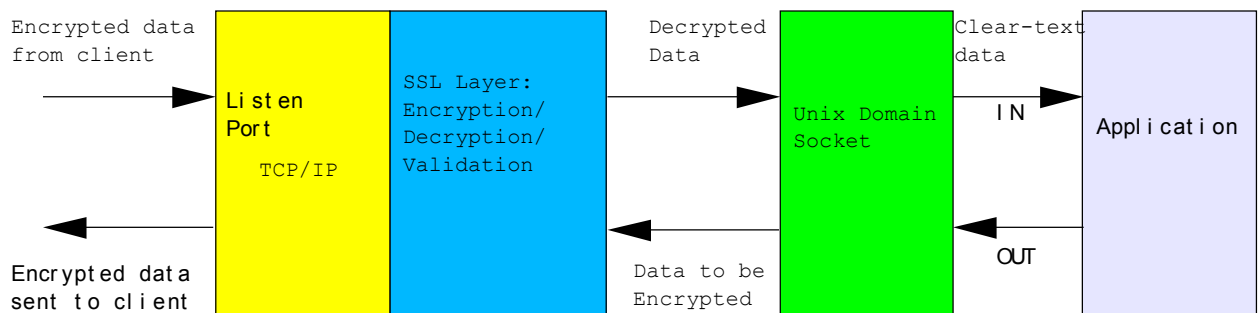 Encrypted data
from client
Listen
Port
TCP/IP
SSL Layer:
Encryption/
Decryption/
Validation
Decrypted
Data
Unix Domain
Socket
Clear-text
data
IN
Application
OUT
Encrypted data
sent to client
Data to be
Encrypted